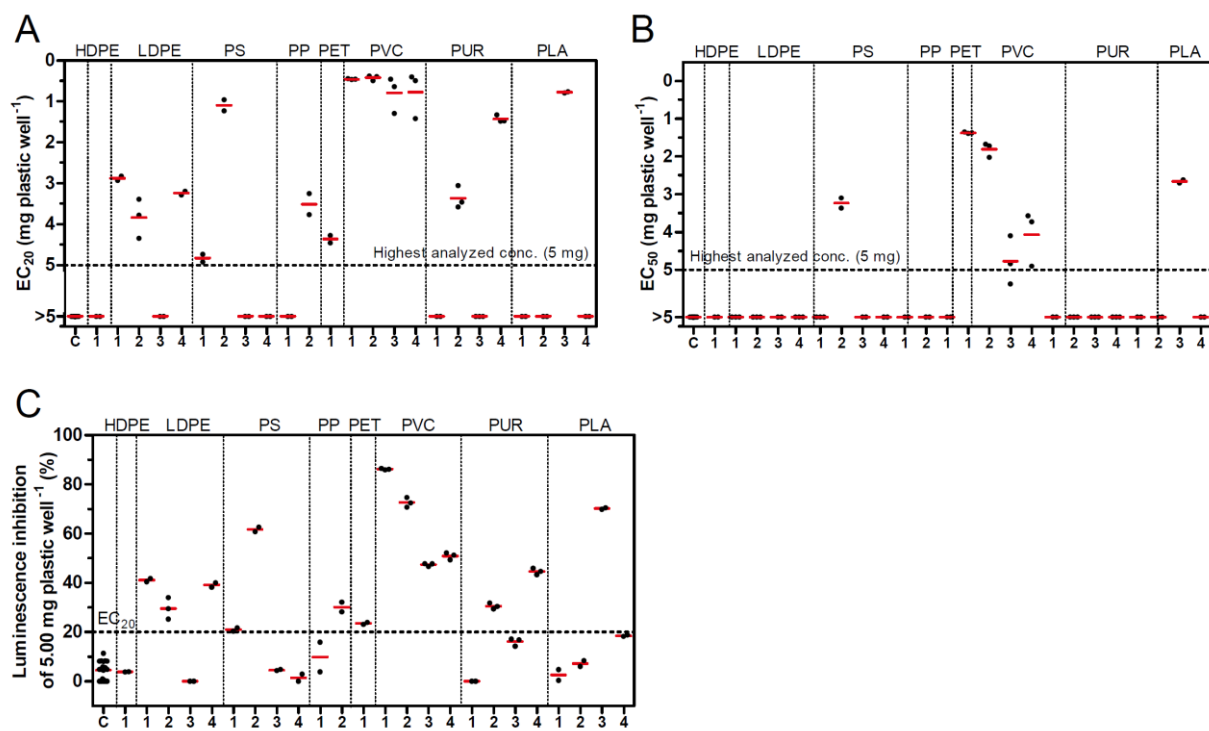 A
HDPE LDPE PS PP PET PVC PUR PLA
EC20 (mg plastic well-1)
0
1
2
3
4
5
>5
Highest analyzed conc. (5 mg)
C 1 1 2 3 4 1 2 3 4 1 2 1 1 2 3 4 1 2 3 4 1 2 3 4
B
HDPE LDPE PS PP PET PVC PUR PLA
EC50 (mg plastic well-1)
0
1
2
3
4
5
>5
Highest analyzed conc. (5 mg)
C 1 1 2 3 4 1 2 3 4 1 2 1 1 2 3 4 1 2 3 4 1 2 3 4
C
HDPE LDPE PS PP PET PVC PUR PLA
Luminescence inhibition
of 5.00 mg plastic well-1 (%)
100
80
60
40
20
0
EC20
C 1 1 2 3 4 1 2 3 4 1 2 1 1 2 3 4 1 2 3 4 1 2 3 4